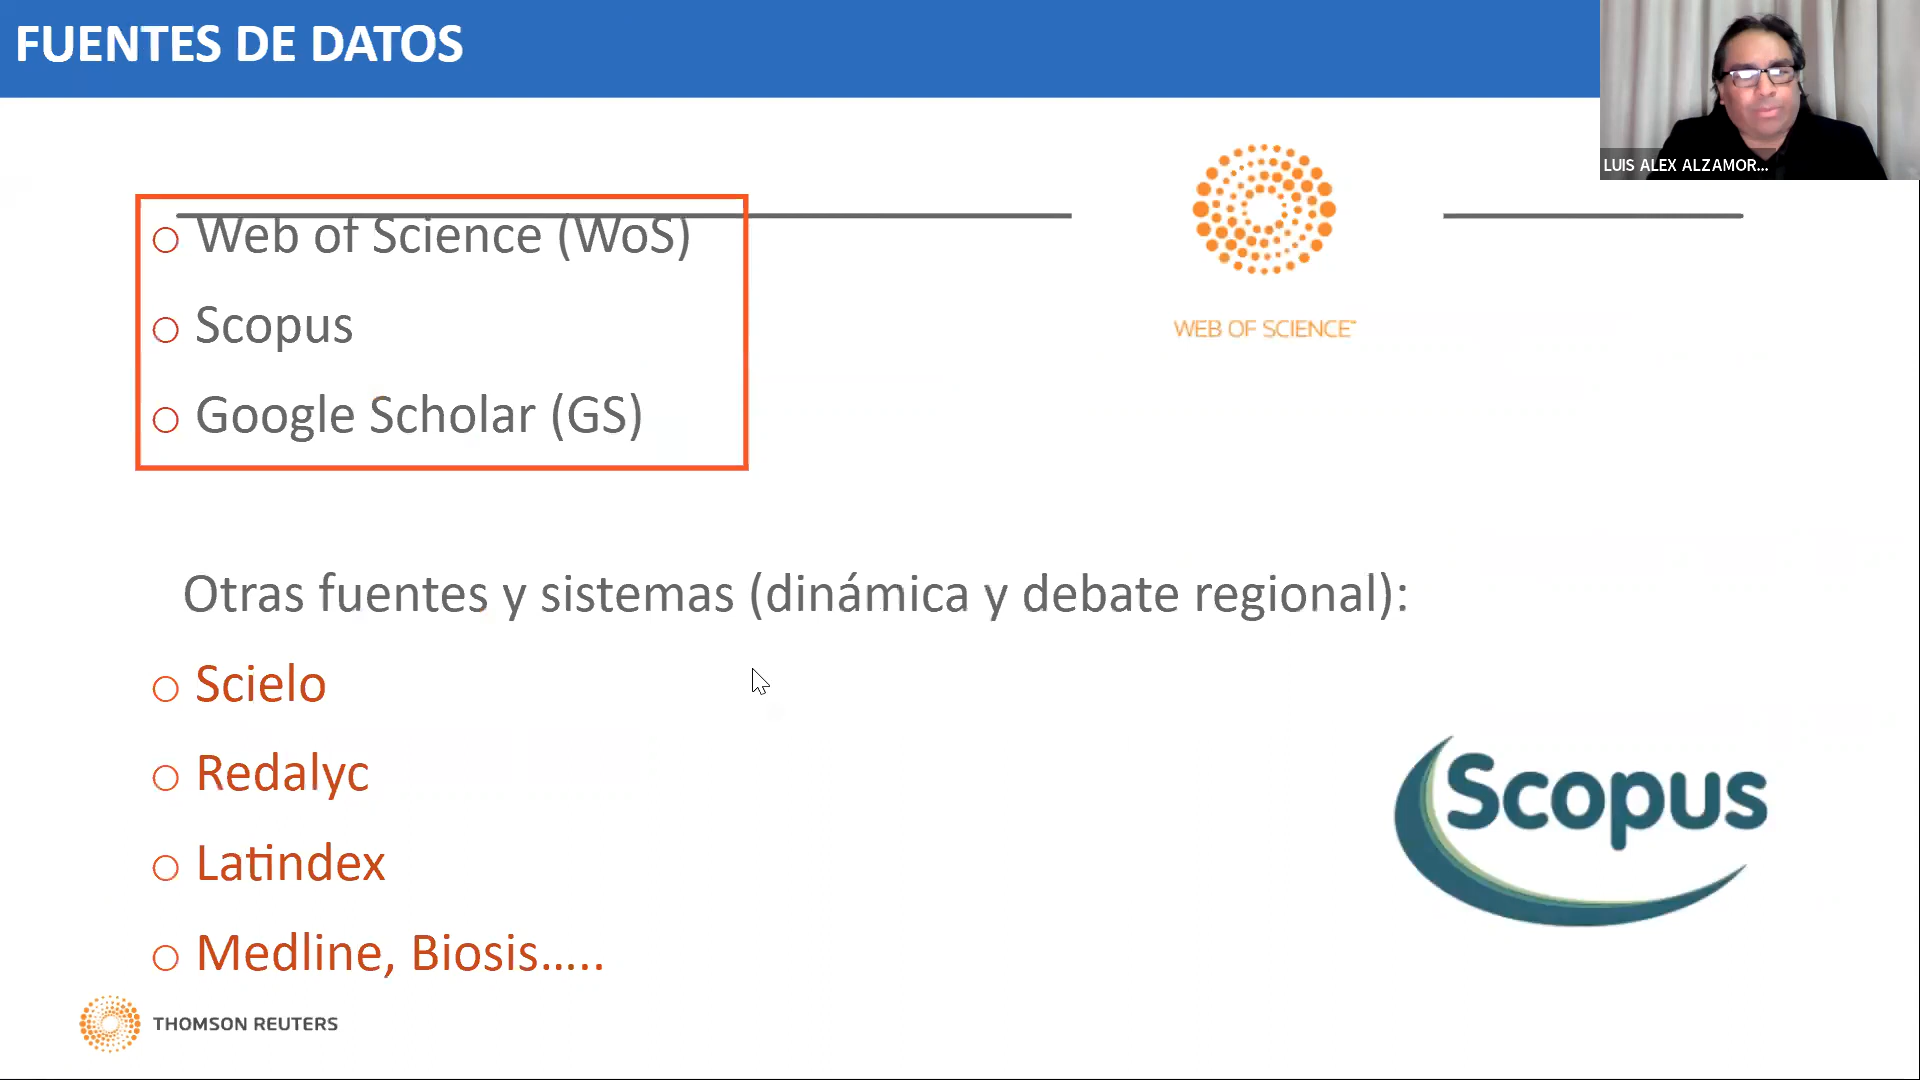 FUENTES DE DATOS
LUIS ALEX ALZAMOR...
Web of Science (WoS)
Scopus
Google Scholar (GS)
WEB OF SCIENCE™
Otras fuentes y sistemas (dinámica y debate regional):
Scielo
Redalyc
Latindex
Medline, Biosis.....
Scopus
THOMSON REUTERS